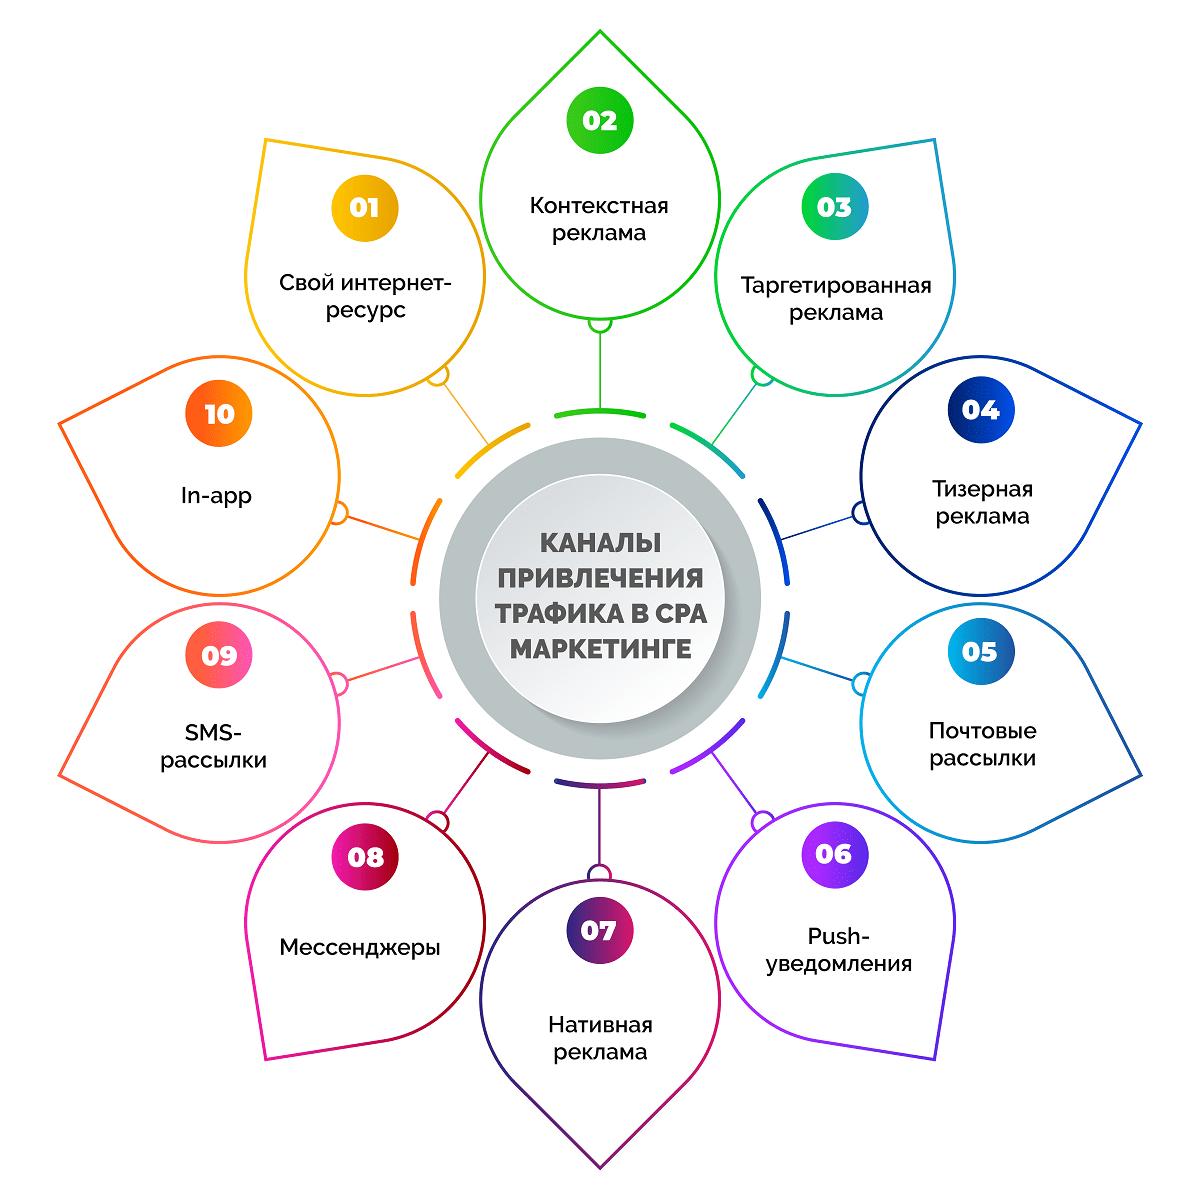 КАНАЛЫ
ПРИВЛЕЧЕНИЯ
ТРАФИКА В CPA
МАРКЕТИНГЕ
01
Свой интернет-
ресурс
02
Контекстная
реклама
03
Таргетированная
реклама
04
Тизерная
реклама
05
Почтовые
рассылки
06
Push-
уведомления
07
Нативная
реклама
08
Мессенджеры
09
SMS-
рассылки
10
In-app